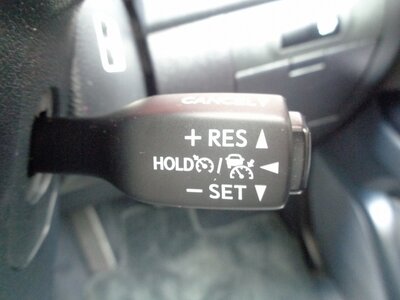 CANCEL
+ RES ▲
HOLD / ◀
- SET ▼